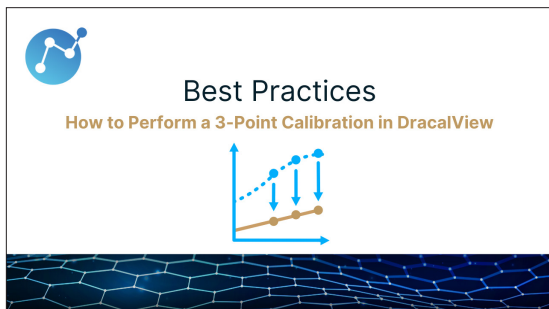 Best Practices
How to Perform a 3-Point Calibration in DracalView